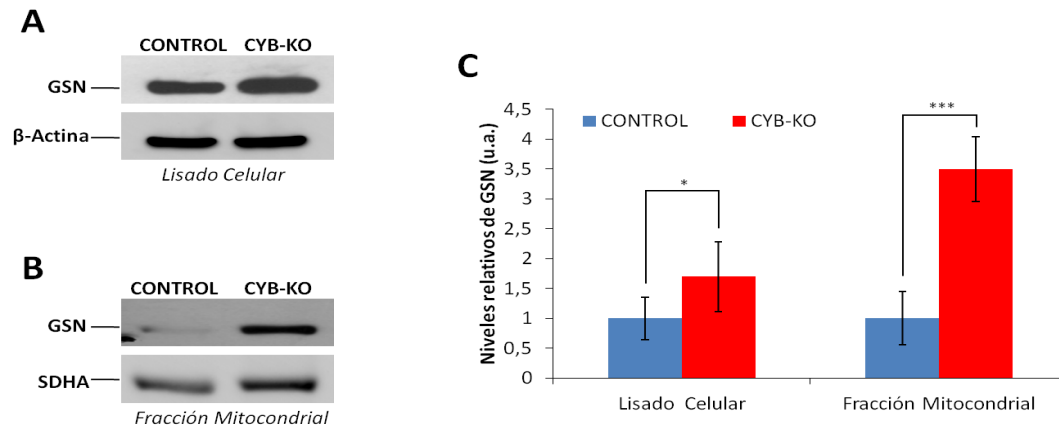 A
CONTROL CYB-KO
GSN
β-Actina
Lisado Celular
B
CONTROL CYB-KO
GSN
SDHA
Fracción Mitocondrial
C
Niveles relativos de GSN (u.a.)
4,5
4
3,5
3
2,5
2
1,5
1
0,5
0
CONTROL CYB-KO
*
***
Lisado Celular Fracción Mitocondrial